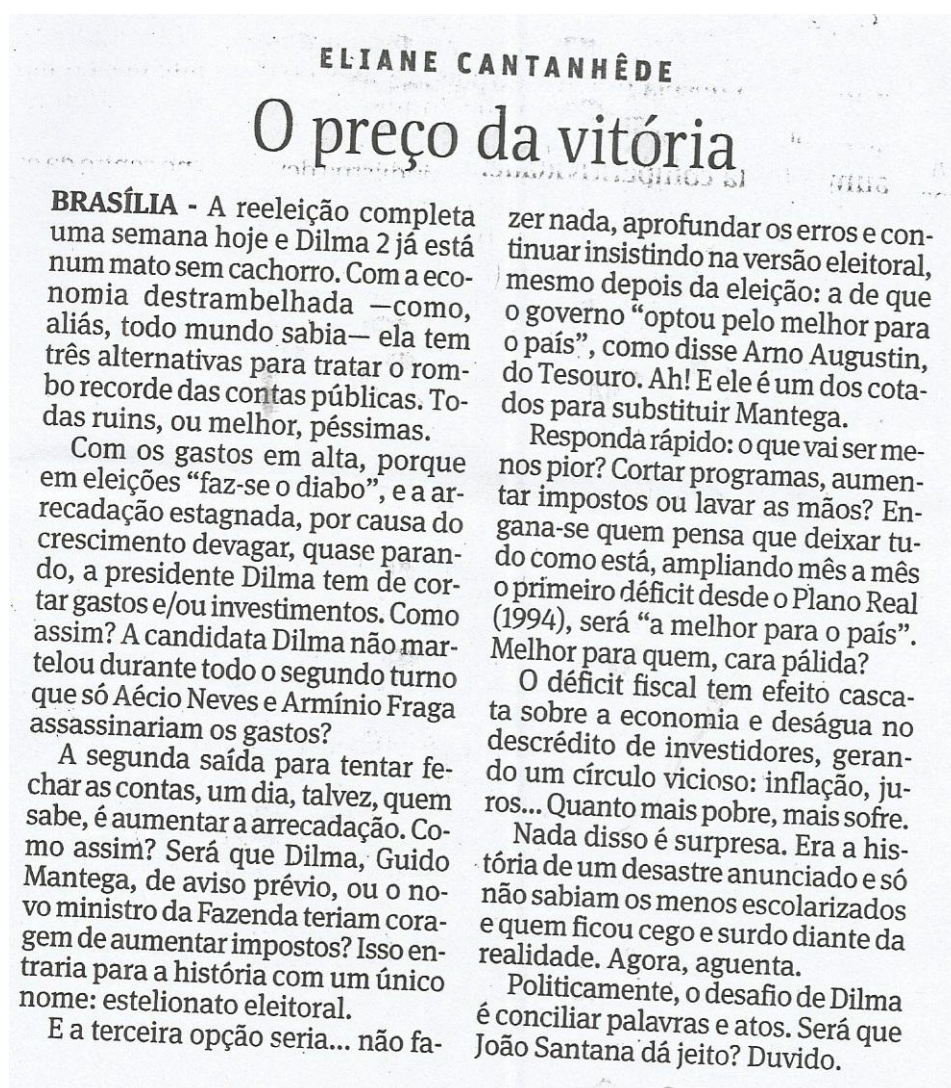 ELIANE CANTANHÊDE
O preço da vitória
BRASÍLIA - A reeleição completa
uma semana hoje e Dilma 2 já está
num mato sem cachorro. Com a eco-
nomia destrambelhada —como,
aliás, todo mundo sabia— ela tem
três alternativas para tratar o rom-
bo recorde das contas públicas. To-
das ruins, ou melhor, péssimas.
Com os gastos em alta, porque
em eleições “faz-se o diabo”, e a ar-
recadação estagnada, por causa do
crescimento devagar, quase paran-
do, a presidente Dilma tem de cor-
tar gastos e/ou investimentos. Como
assim? A candidata Dilma não mar-
telou durante todo o segundo turno
que só Aécio Neves e Armínio Fraga
assassinariam os gastos?
A segunda saída para tentar fe-
char as contas, um dia, talvez, quem
sabe, é aumentar a arrecadação. Co-
mo assim? Será que Dilma, Guido
Mantega, de aviso prévio, ou o no-
vo ministro da Fazenda teriam cora-
gem de aumentar impostos? Isso en-
traria para a história com um único
nome: estelionato eleitoral.
E a terceira opção seria... não fa-
zer nada, aprofundar os erros e con-
tinuar insistindo na versão eleitoral,
mesmo depois da eleição: a de que
o governo “optou pelo melhor para
o país”, como disse Arno Augustin,
do Tesouro. Ah! E ele é um dos cota-
dos para substituir Mantega.
Responda rápido: o que vai ser me-
nos pior? Cortar programas, aumen-
tar impostos ou lavar as mãos? En-
gana-se quem pensa que deixar tu-
do como está, ampliando mês a mês
o primeiro déficit desde o Plano Real
(1994), será “a melhor para o país”.
Melhor para quem, cara pálida?
O déficit fiscal tem efeito casca-
ta sobre a economia e deságua no
descrédito de investidores, geran-
do um círculo vicioso: inflação, ju-
ros... Quanto mais pobre, mais sofre.
Nada disso é surpresa. Era a his-
tória de um desastre anunciado e só
não sabiam os menos escolarizados
e quem ficou cego e surdo diante da
realidade. Agora, aguenta.
Politicamente, o desafio de Dilma
é conciliar palavras e atos. Será que
João Santana dá jeito? Duvido.